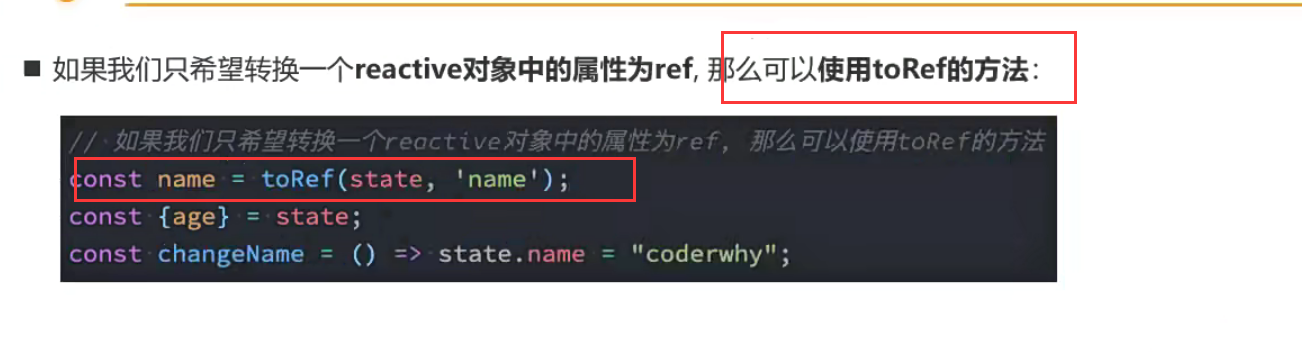 ■ 如果我们只希望转换一个reactive对象中的属性为ref, 那么可以使用toRef的方法：
// 如果我们只希望转换一个reactive对象中的属性为ref, 那么可以使用toRef的方法
const name = toRef(state, 'name');
const {age} = state;
const changeName = () => state.name = "coderwhy";